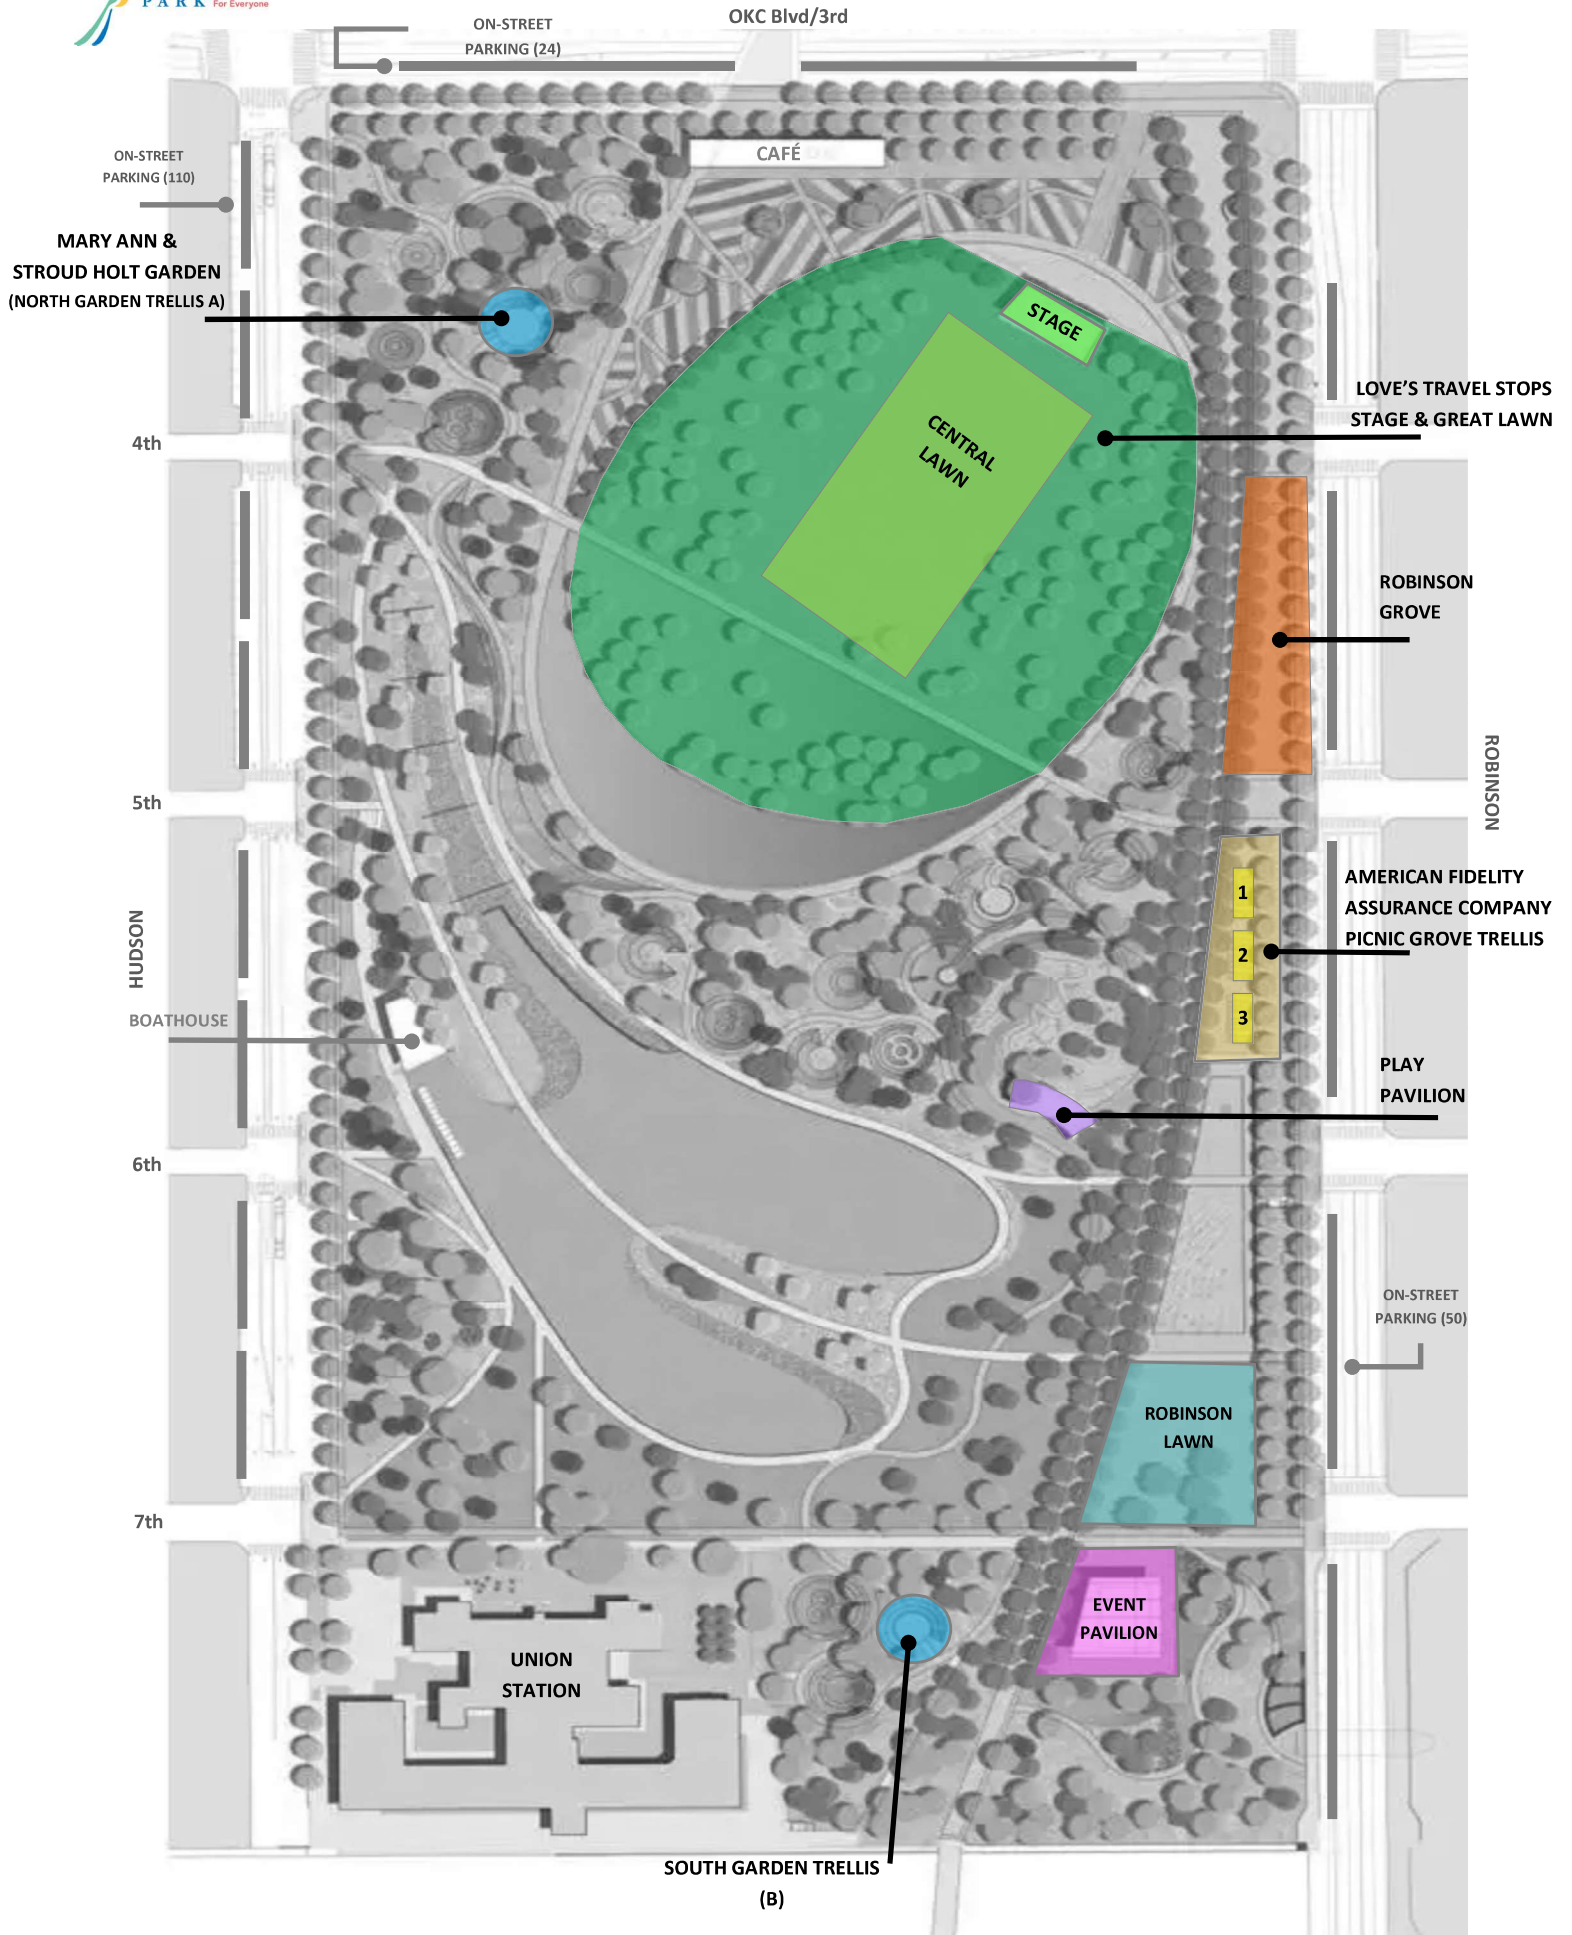 PARK For Everyone
OKC Blvd/3rd
ON-STREET
PARKING (24)
CAFÉ
ON-STREET
PARKING (110)
MARY ANN &
STROUD HOLT GARDEN
(NORTH GARDEN TRELLIS A)
STAGE
LOVE’S TRAVEL STOPS
STAGE & GREAT LAWN
CENTRAL
LAWN
4th
ROBINSON
GROVE
ROBINSON
5th
AMERICAN FIDELITY
ASSURANCE COMPANY
PICNIC GROVE TRELLIS
1
2
3
HUDSON
BOATHOUSE
PLAY
PAVILION
6th
ON-STREET
PARKING (50)
ROBINSON
LAWN
7th
EVENT
PAVILION
UNION
STATION
SOUTH GARDEN TRELLIS
(B)